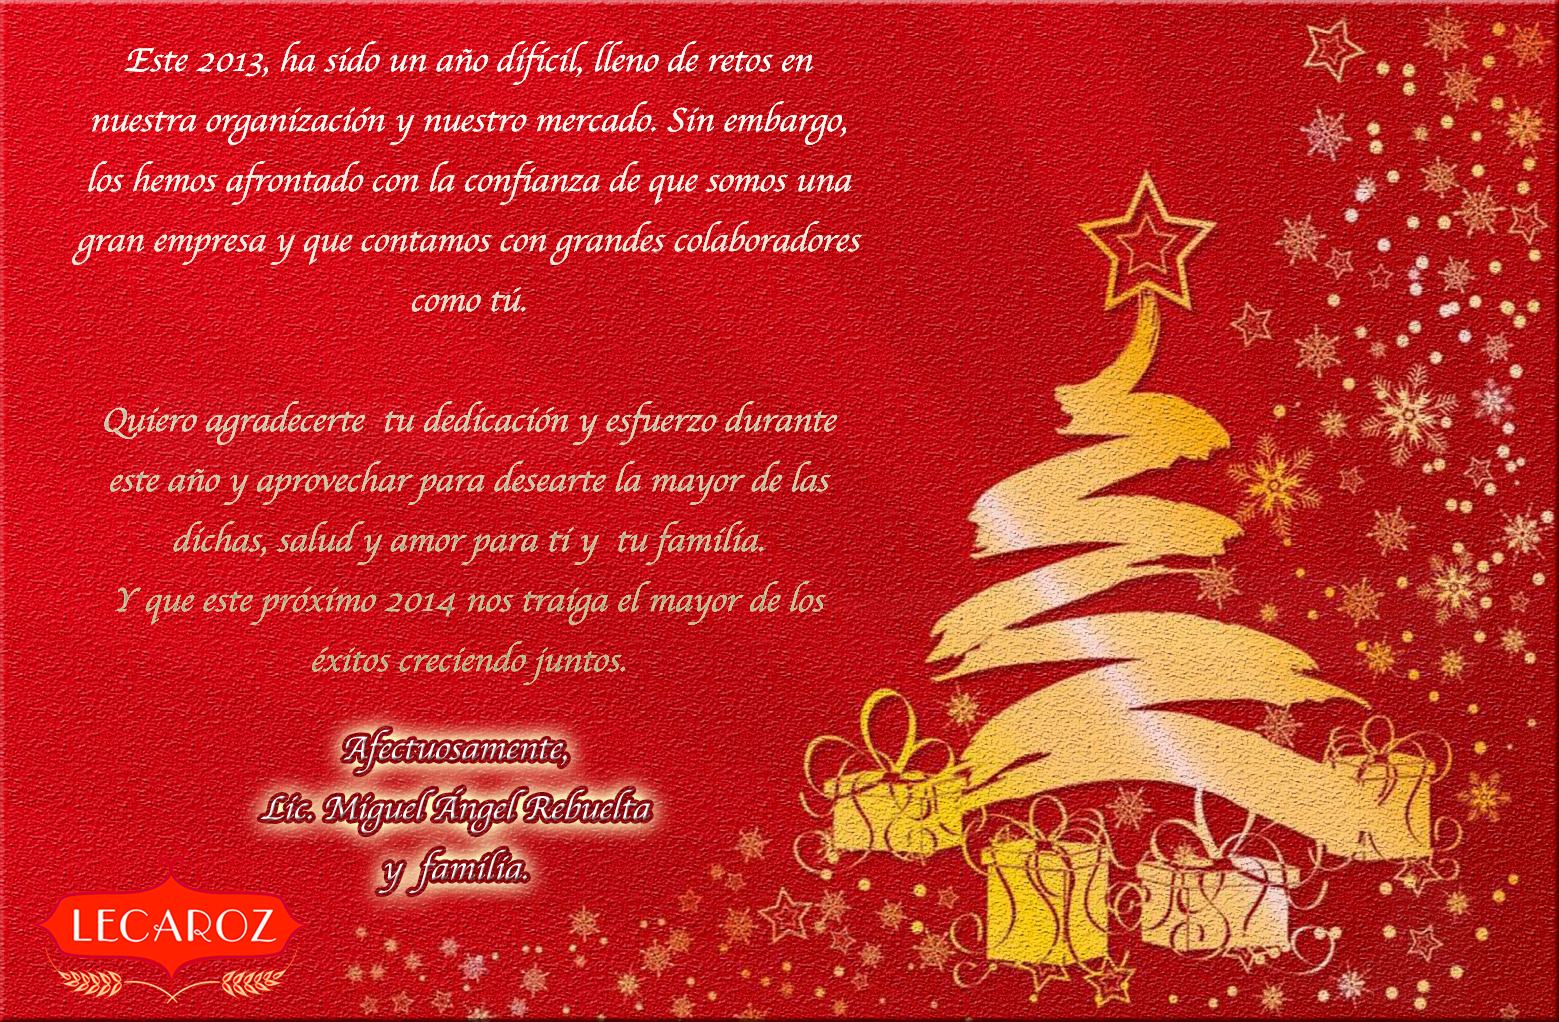 Este 2013, ha sido un año difícil, lleno de retos en
nuestra organización y nuestro mercado. Sin embargo,
los hemos afrontado con la confianza de que somos una
gran empresa y que contamos con grandes colaboradores
como tú.
Quiero agradecerte tu dedicación y esfuerzo durante
este año y aprovechar para desearte la mayor de las
dichas, salud y amor para tí y tu familia.
Y que este próximo 2014 nos traiga el mayor de los
éxitos creciendo juntos.
Afectuosamente,
Lic. Miguel Ángel Rebuelta
y familia.
LECAROZ